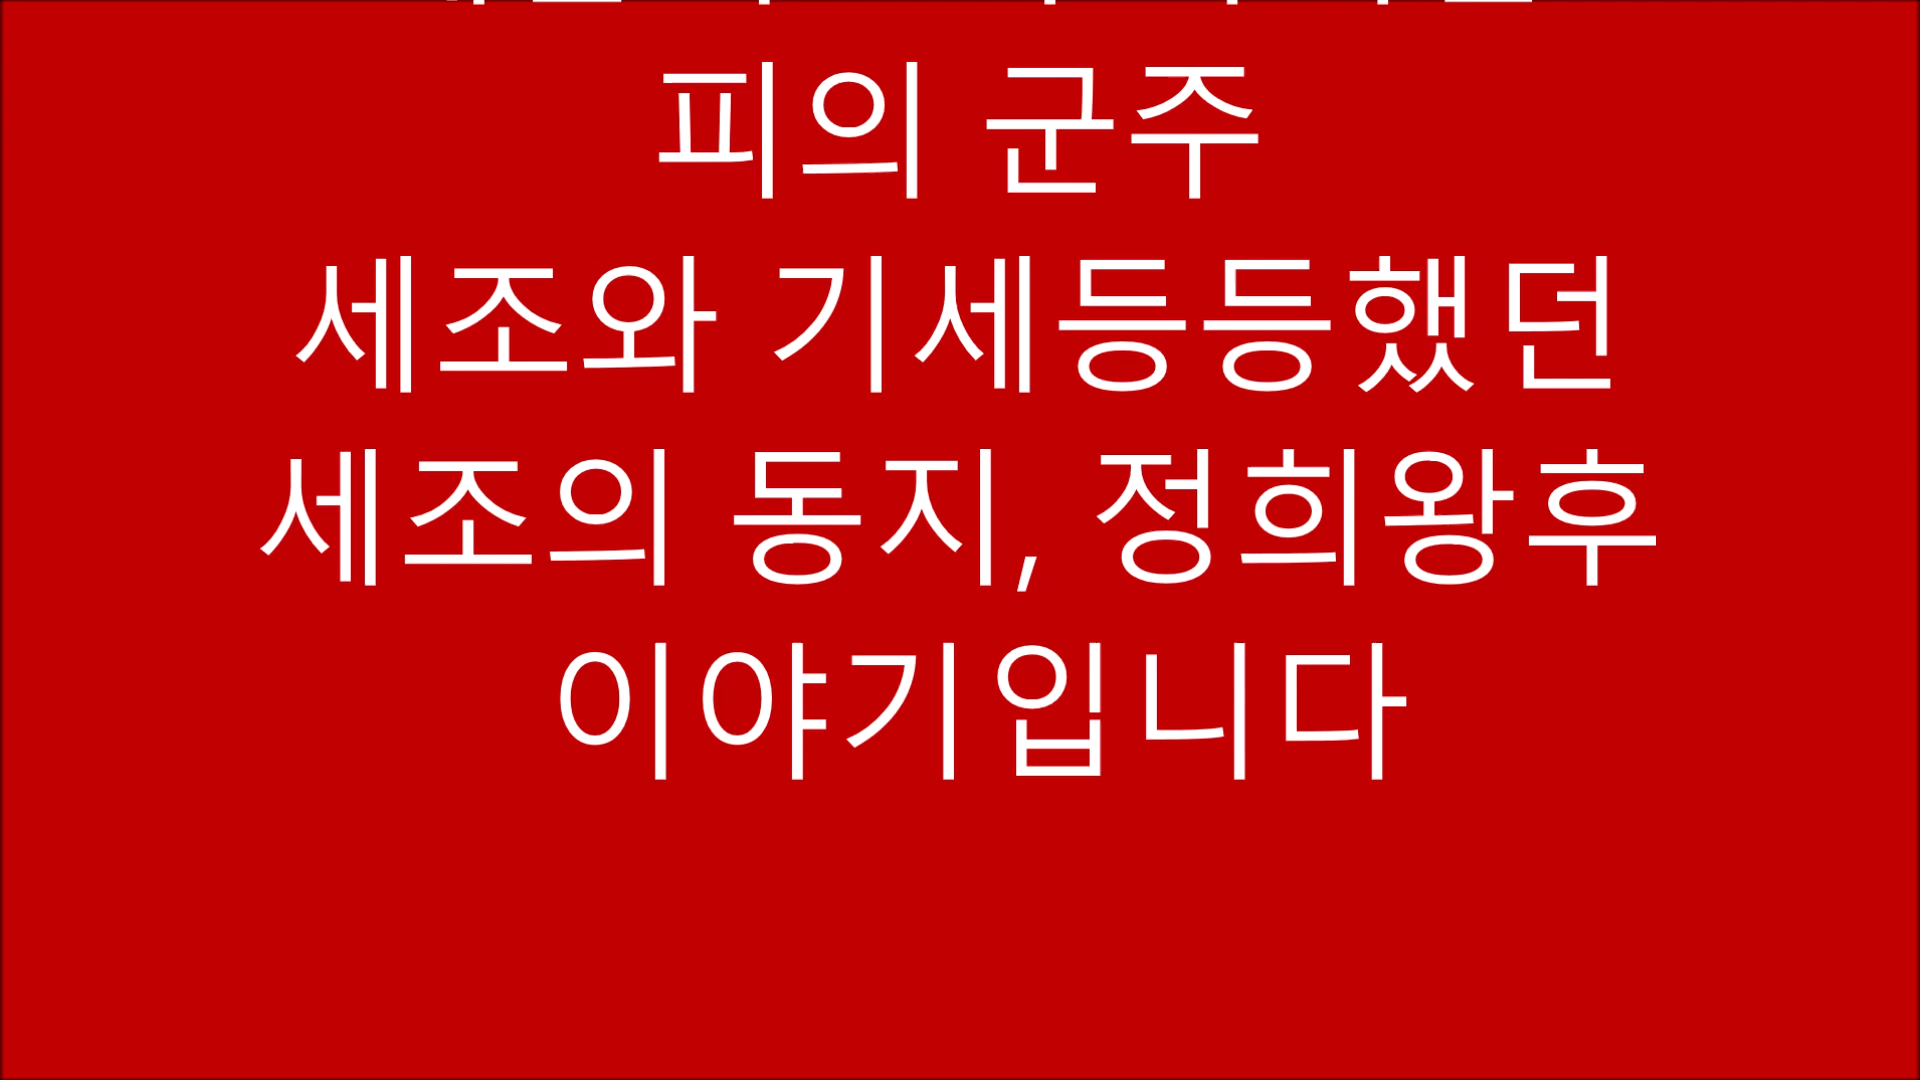 피의 군주
세조와 기세등등했던
세조의 동지, 정희왕후
이야기입니다